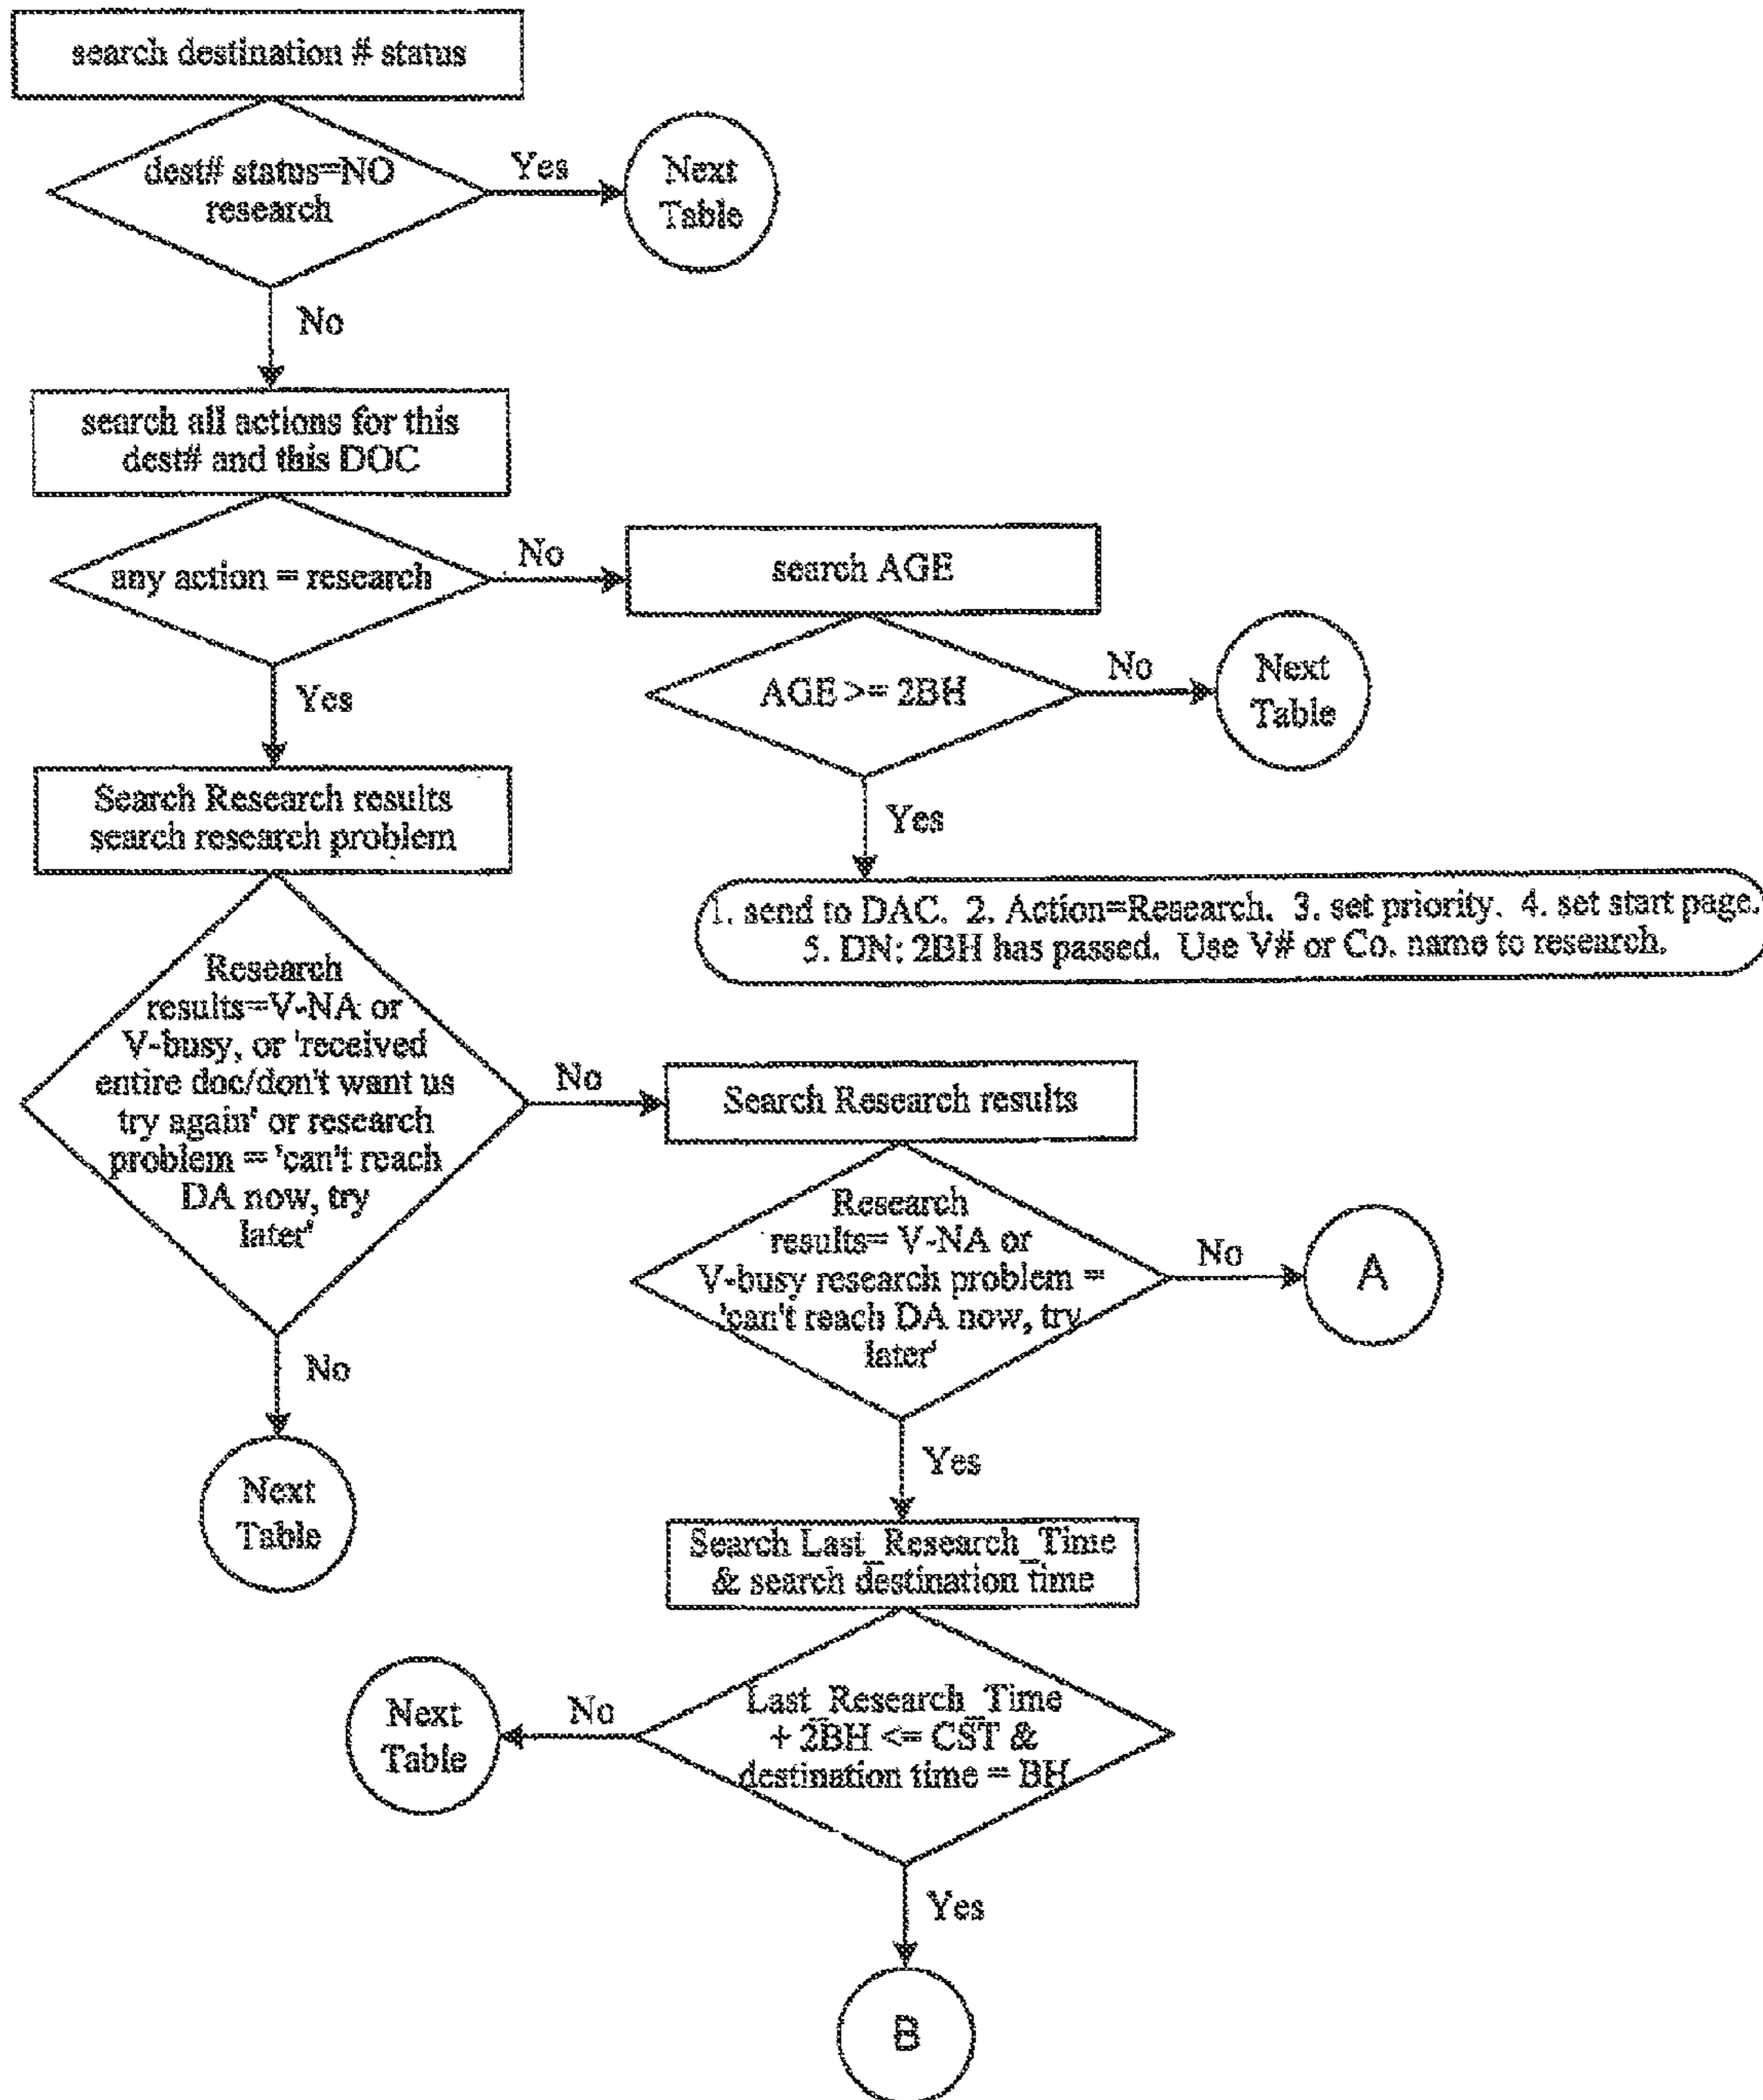 search destination # status
dest# status=NO
research
Yes
Next
Table
No
search all actions for this
dest# and this DOC
any action = research
No
search AGE
Yes
AGE >= 2BH
No
Next
Table
Yes
Search Research results
search research problem
1. send to DAC. 2. Action=Research. 3. set priority. 4. set start page.
5. DN: 2BH has passed. Use V# or Co. name to research.
Research
results=V-NA or
V-busy, or 'received
entire doc/don't want us
try again' or research
problem = 'can't reach
DA now, try
later'
No
Search Research results
No
Next
Table
Research
results= V-NA or
V-busy research problem =
'can't reach DA now, try
later'
No
A
Yes
Search Last_Research_Time
& search destination time
Last_Research_Time
+ 2BH <= CST &
destination time = BH
No
Next
Table
Yes
B